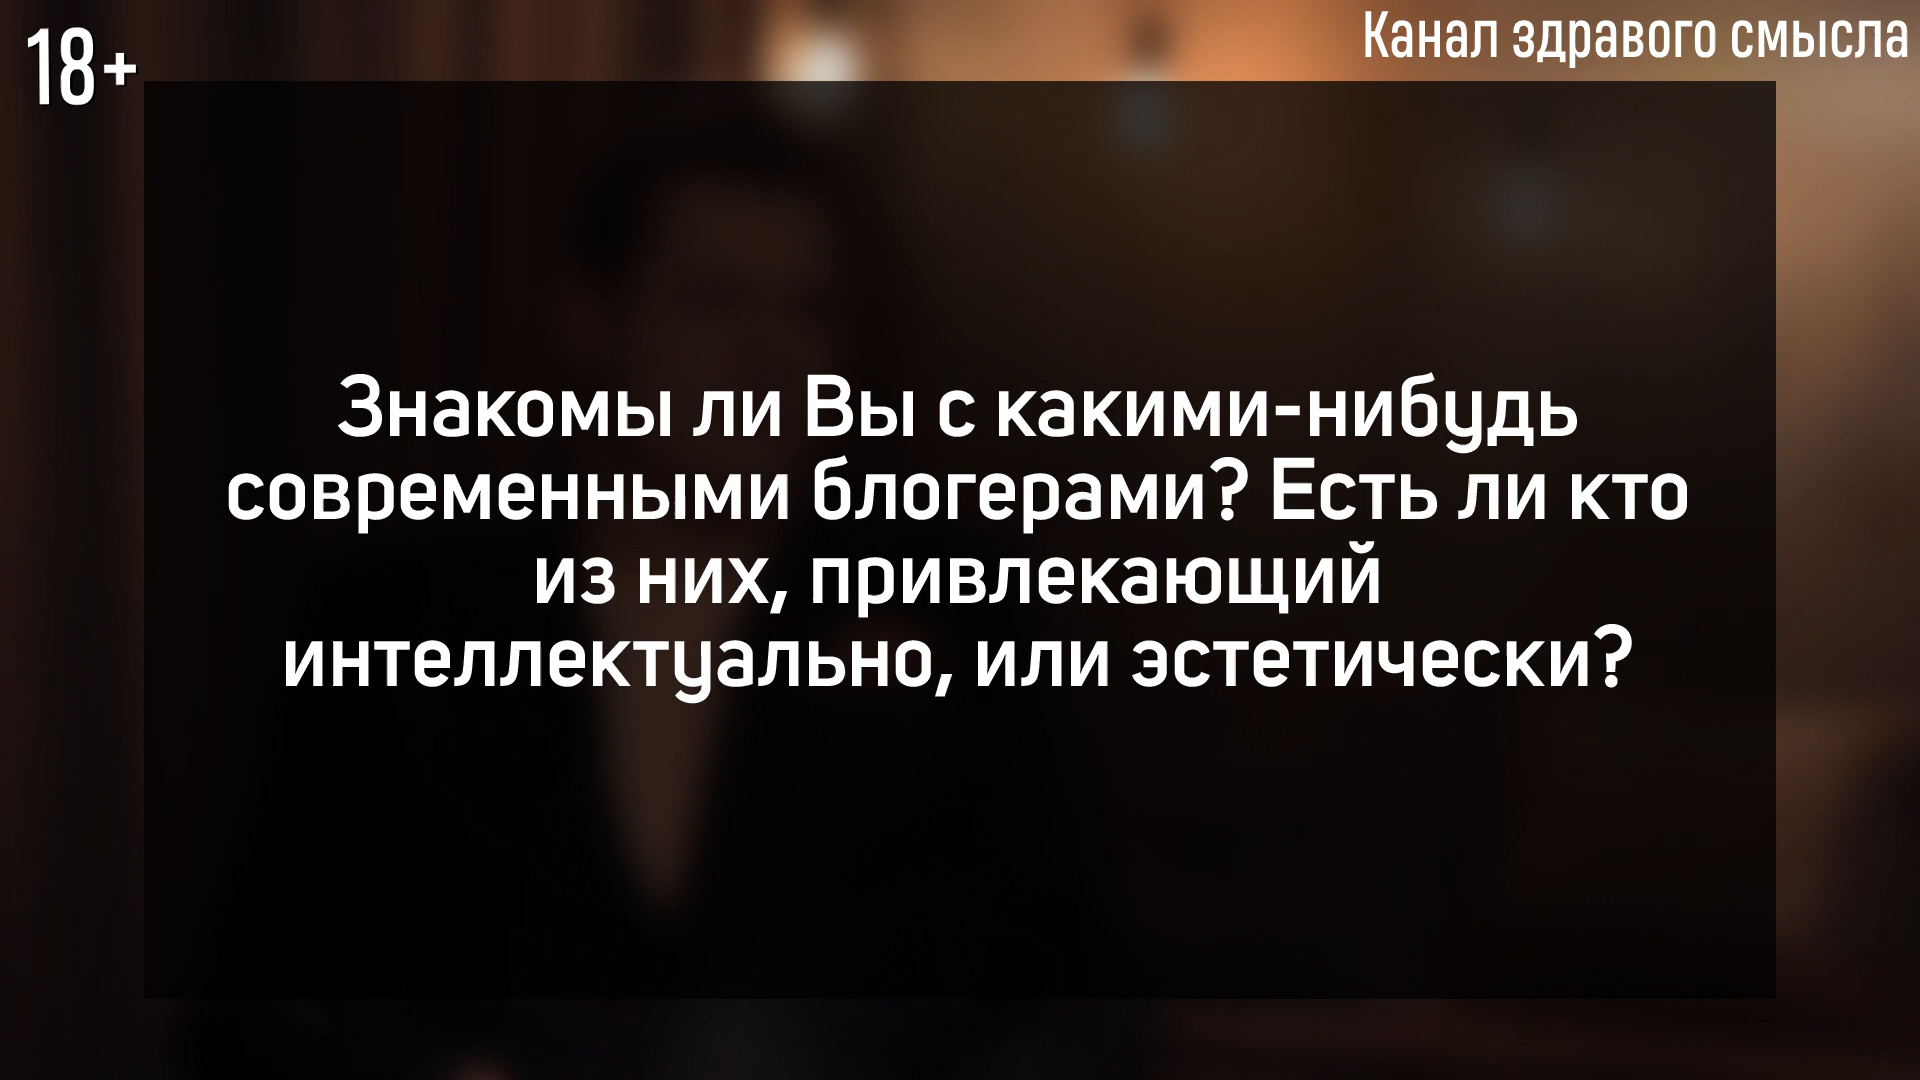 18+
Канал здравого смысла
Знакомы ли Вы с какими-нибудь
современными блогерами? Есть ли кто
из них, привлекающий
интеллектуально, или эстетически?